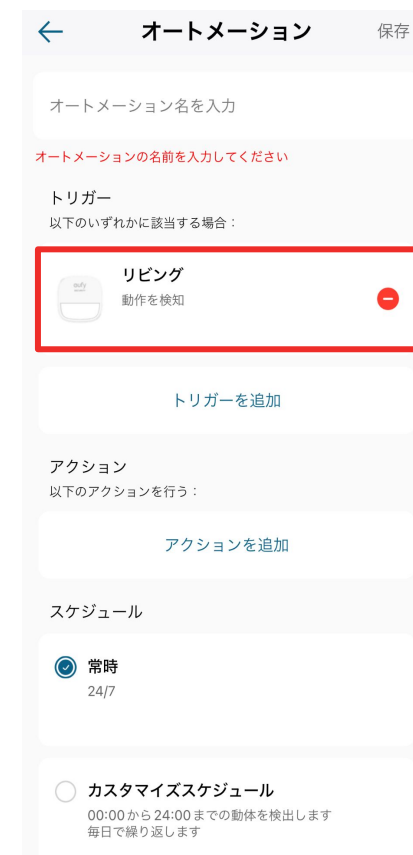 オートメーション
保存
オートメーション名を入力
オートメーションの名前を入力してください
トリガー
以下のいずれかに該当する場合：
eufy
リビング
動作を検知
トリガーを追加
アクション
以下のアクションを行う：
アクションを追加
スケジュール
常時
24/7
カスタマイズスケジュール
00:00から24:00までの動体を検出します
毎日で繰り返します